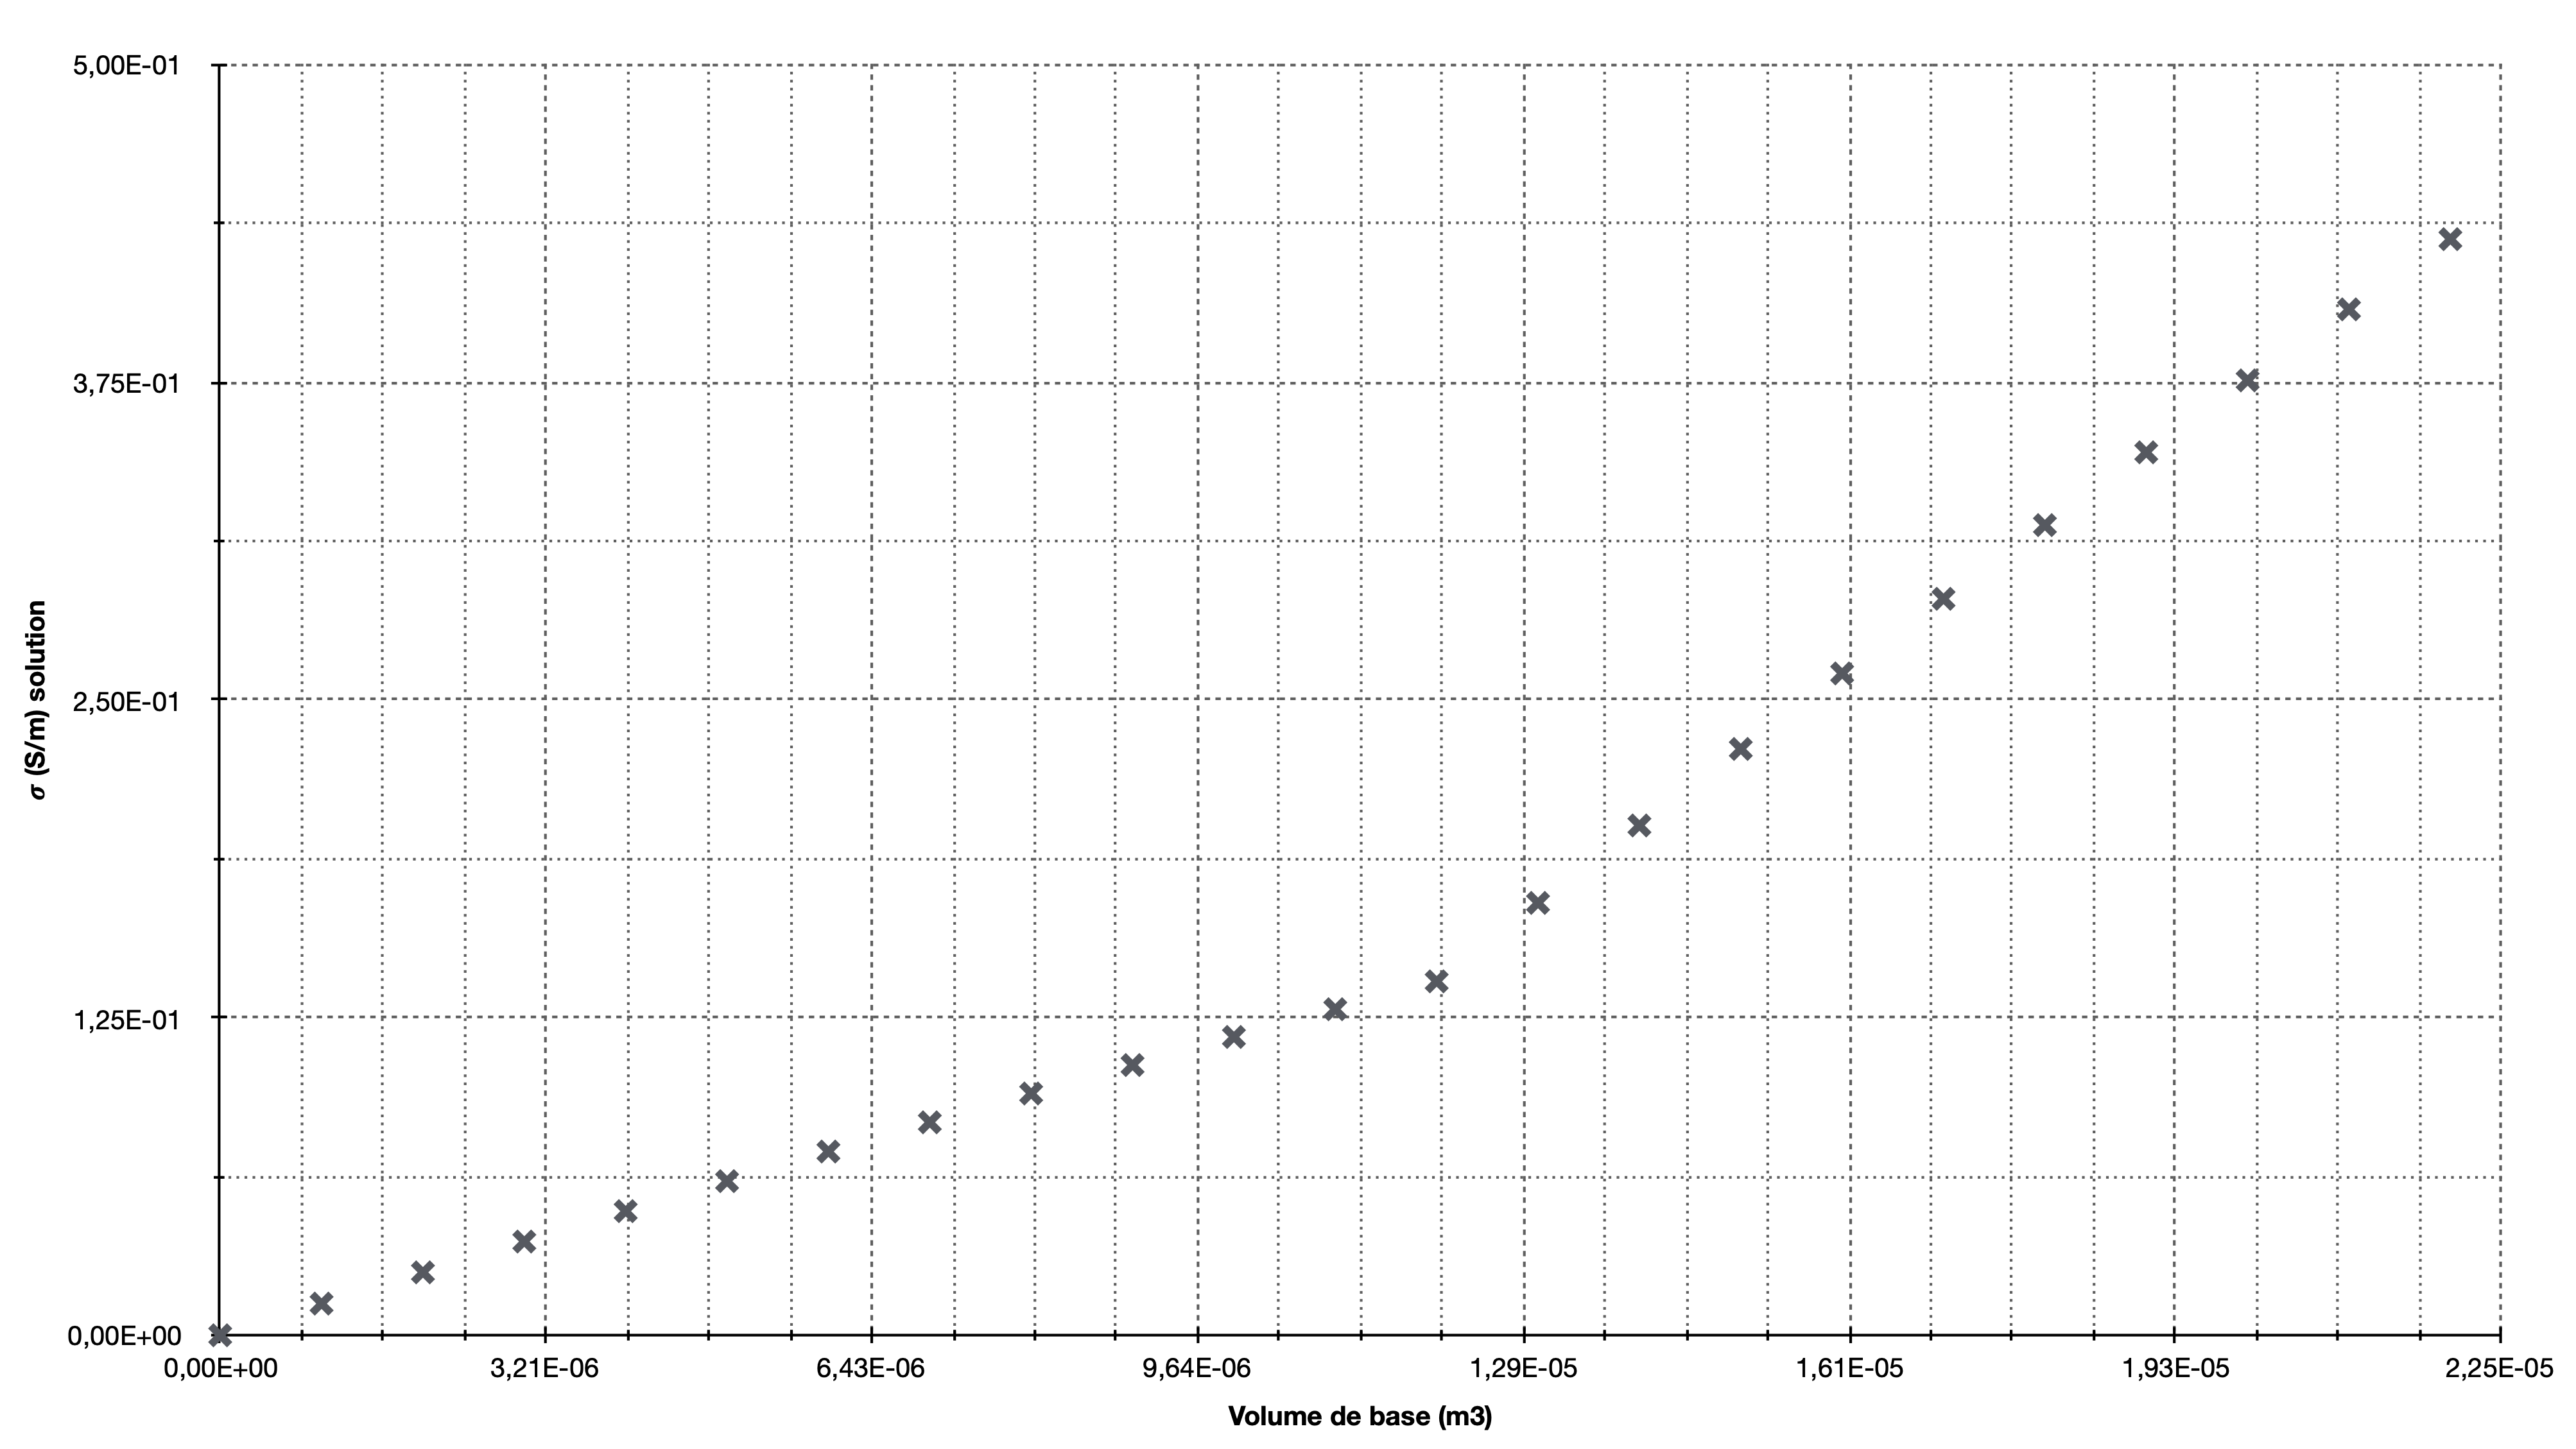 5,00E-01
3,75E-01
2,50E-01
1,25E-01
0,00E+00
σ (S/m) solution
0,00E+00 3,21E-06 6,43E-06 9,64E-06 1,29E-05 1,61E-05 1,93E-05 2,25E-05
Volume de base (m3)